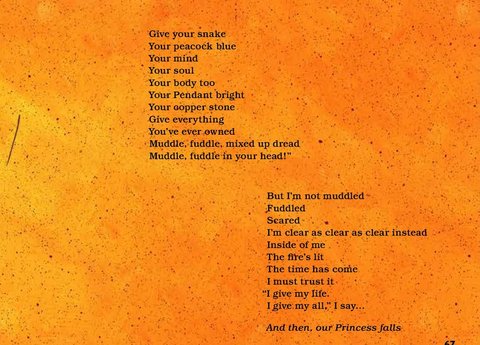 Give your snake
Your peacock blue
Your mind
Your soul
Your body too
Your Pendant bright
Your copper stone
Give everything
You've ever owned
Muddle, fuddle, mixed up dread
Muddle, fuddle in your head!”
But I'm not muddled
Fuddled
Scared
I'm clear as clear as clear instead
Inside of me
The fire's lit
The time has come
I must trust it
“I give my life.
I give my all,” I say...
And then, our Princess falls
67